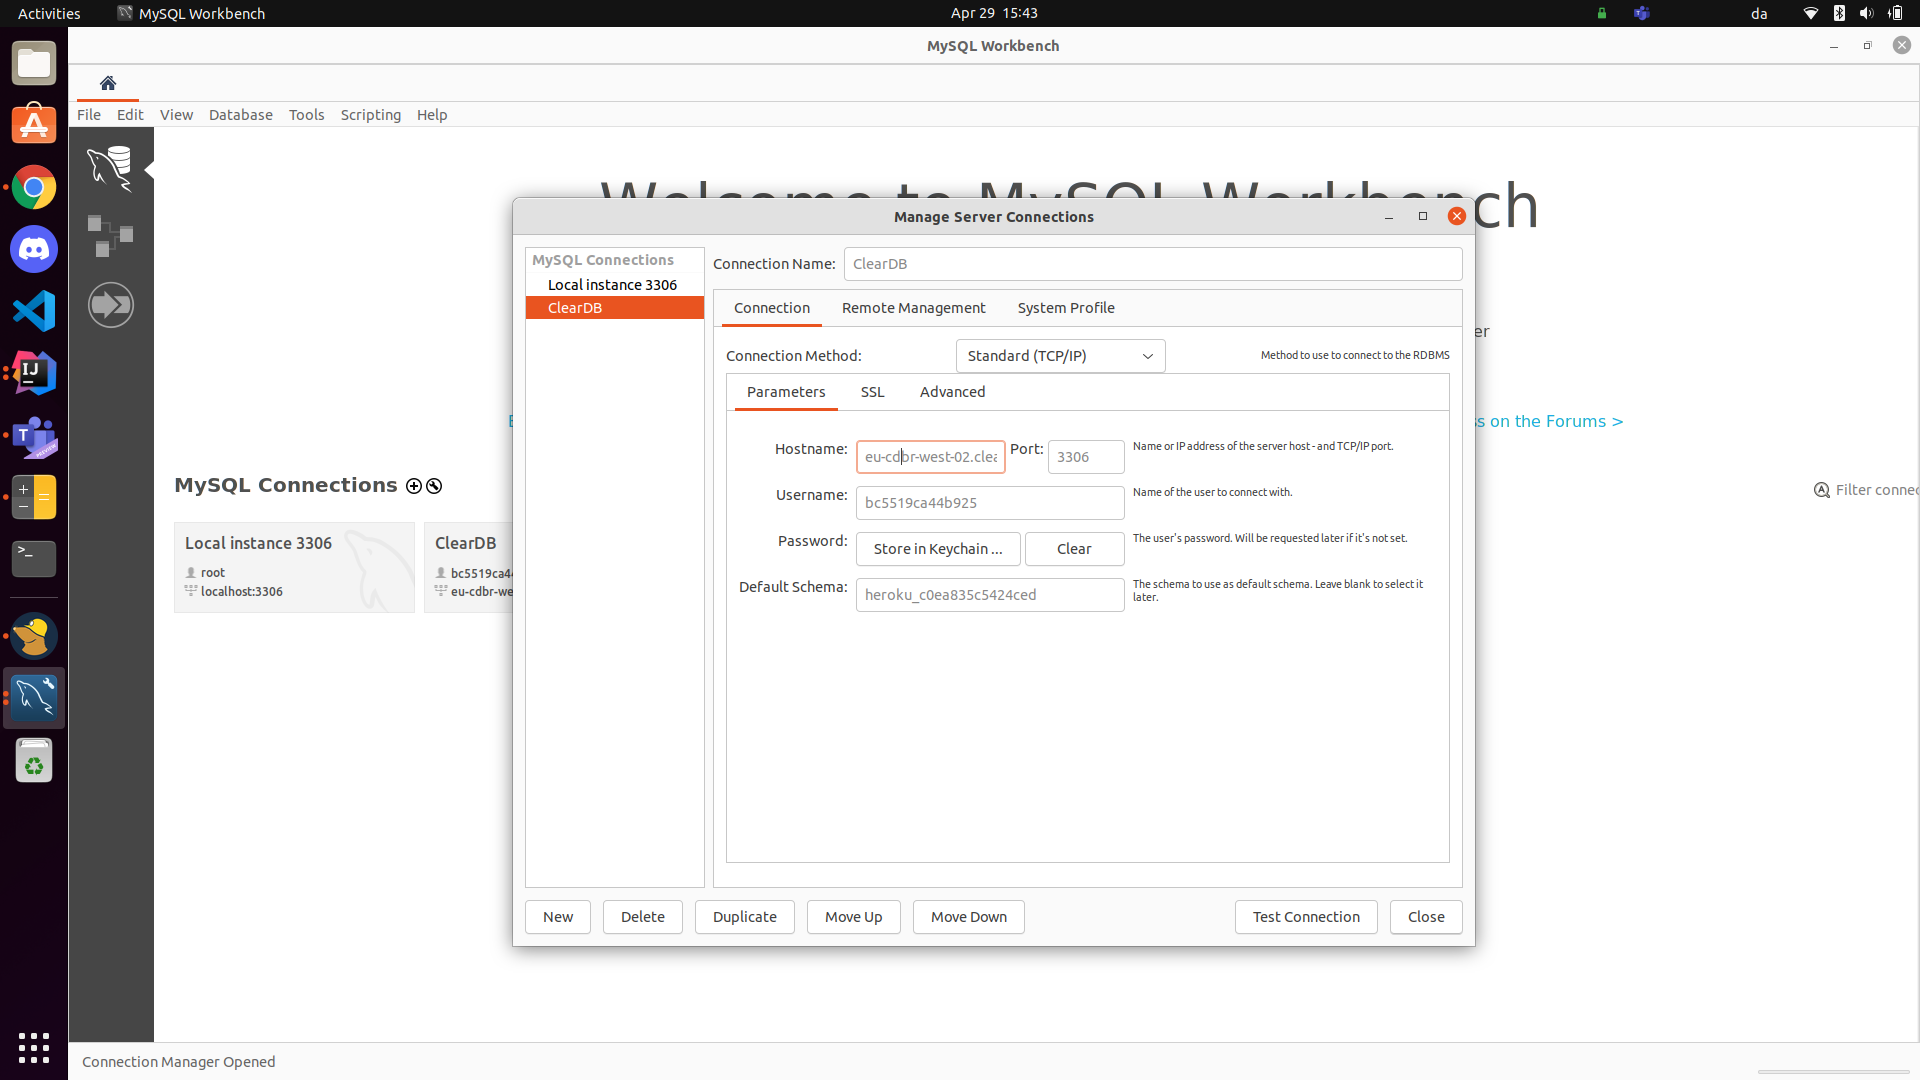 Activities
MySQL Workbench
Apr 29 15:43
da
MySQL Workbench
File Edit View Database Tools Scripting Help
Welcome to MySQL Workbench
Manage Server Connections
MySQL Connections
Local instance 3306
ClearDB
Connection Name: ClearDB
Connection Remote Management System Profile
Connection Method: Standard (TCP/IP) Method to use to connect to the RDBMS
Parameters SSL Advanced
Hostname: eu-cdbr-west-02.clea Port: 3306 Name or IP address of the server host - and TCP/IP port.
Username: bc5519ca44b925 Name of the user to connect with.
Password: Store in Keychain ... Clear The user's password. Will be requested later if it's not set.
Default Schema: heroku_c0ea835c5424ced The schema to use as default schema. Leave blank to select it
later.
New Delete Duplicate Move Up Move Down Test Connection Close
er
ss on the Forums >
MySQL Connections
Filter connec
Local instance 3306
root
localhost:3306
ClearDB
bc5519ca4
eu-cdbr-we
Connection Manager Opened